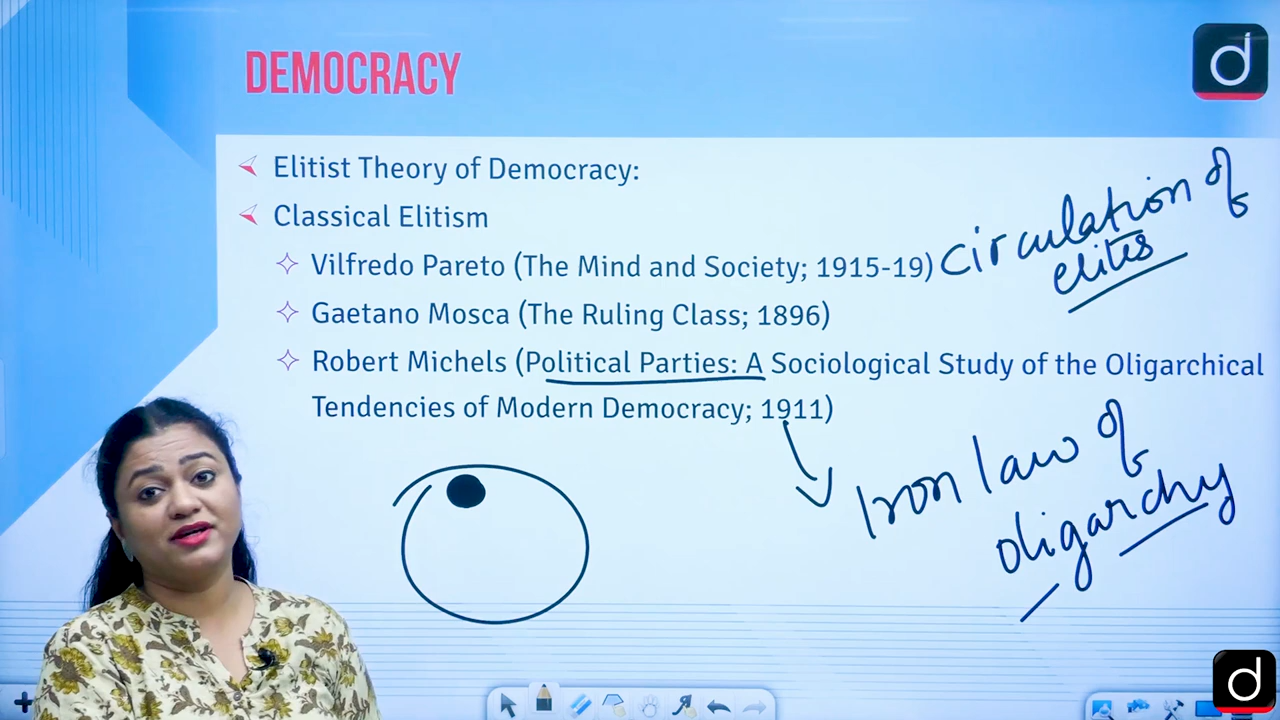 DEMOCRACY
d
Elitist Theory of Democracy:
Classical Elitism
Vilfredo Pareto (The Mind and Society; 1915-19)
Circulation of
elites
Gaetano Mosca (The Ruling Class; 1896)
Robert Michels (Political Parties: A Sociological Study of the Oligarchical
Tendencies of Modern Democracy; 1911)
Iron law of
oligarchy
d